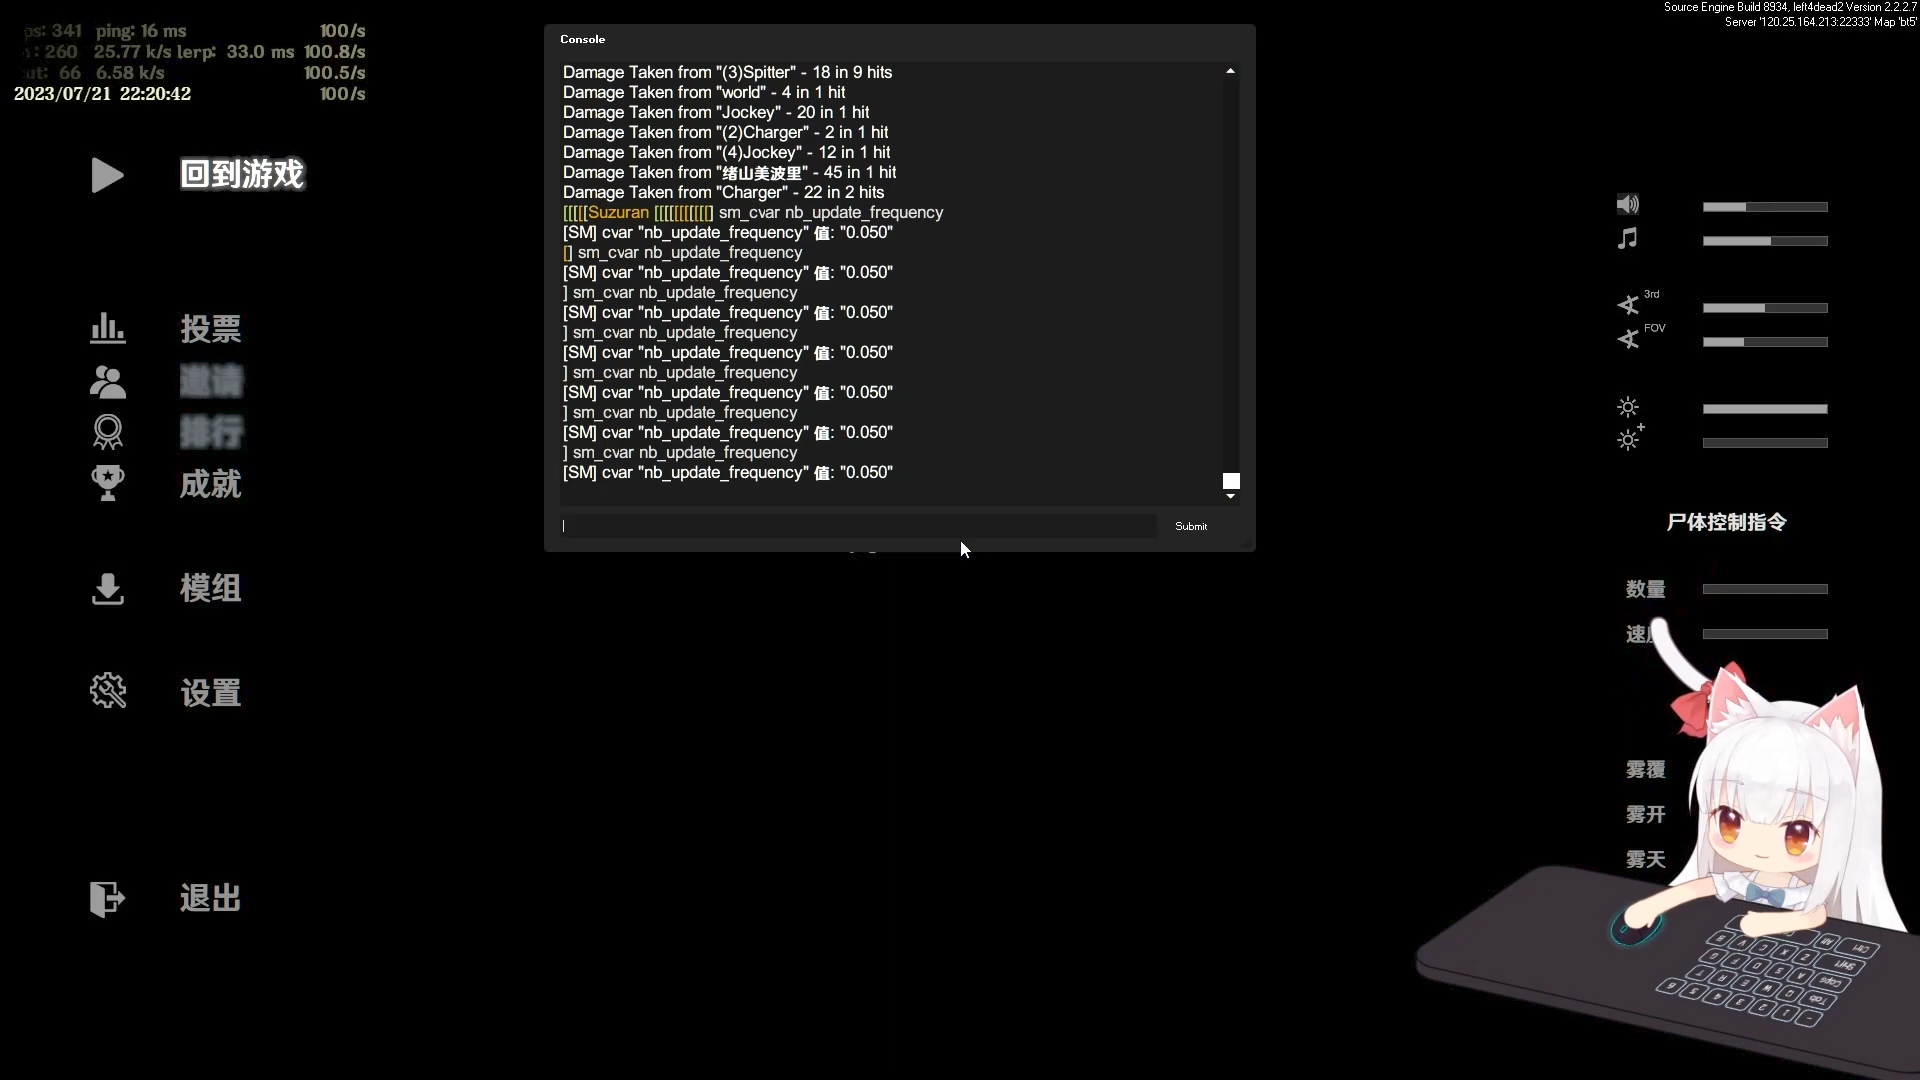 ps: 341 ping: 16 ms 100/s
: 260 25.77 k/s lerp: 33.0 ms 100.8/s
ut: 66 6.58 k/s 100.5/s
2023/07/21 22:20:42 100/s
Source Engine Build 8934, left4dead2 Version 2.2.2.7
Server '120.25.164.213:22333' Map 'bt5'
回到游戏
投票
邀请
排行
成就
模组
设置
退出
Console
Damage Taken from "(3)Spitter" - 18 in 9 hits
Damage Taken from "world" - 4 in 1 hit
Damage Taken from "Jockey" - 20 in 1 hit
Damage Taken from "(2)Charger" - 2 in 1 hit
Damage Taken from "(4)Jockey" - 12 in 1 hit
Damage Taken from "绪山美波里" - 45 in 1 hit
Damage Taken from "Charger" - 22 in 2 hits
[[[[[Suzuran [[[[[[[[[[[] sm_cvar nb_update_frequency
[SM] cvar "nb_update_frequency" 值: "0.050"
[] sm_cvar nb_update_frequency
[SM] cvar "nb_update_frequency" 值: "0.050"
] sm_cvar nb_update_frequency
[SM] cvar "nb_update_frequency" 值: "0.050"
] sm_cvar nb_update_frequency
[SM] cvar "nb_update_frequency" 值: "0.050"
] sm_cvar nb_update_frequency
[SM] cvar "nb_update_frequency" 值: "0.050"
] sm_cvar nb_update_frequency
[SM] cvar "nb_update_frequency" 值: "0.050"
] sm_cvar nb_update_frequency
[SM] cvar "nb_update_frequency" 值: "0.050"
Submit
3rd
FOV
尸体控制指令
数量
速
雾覆
雾开
雾天